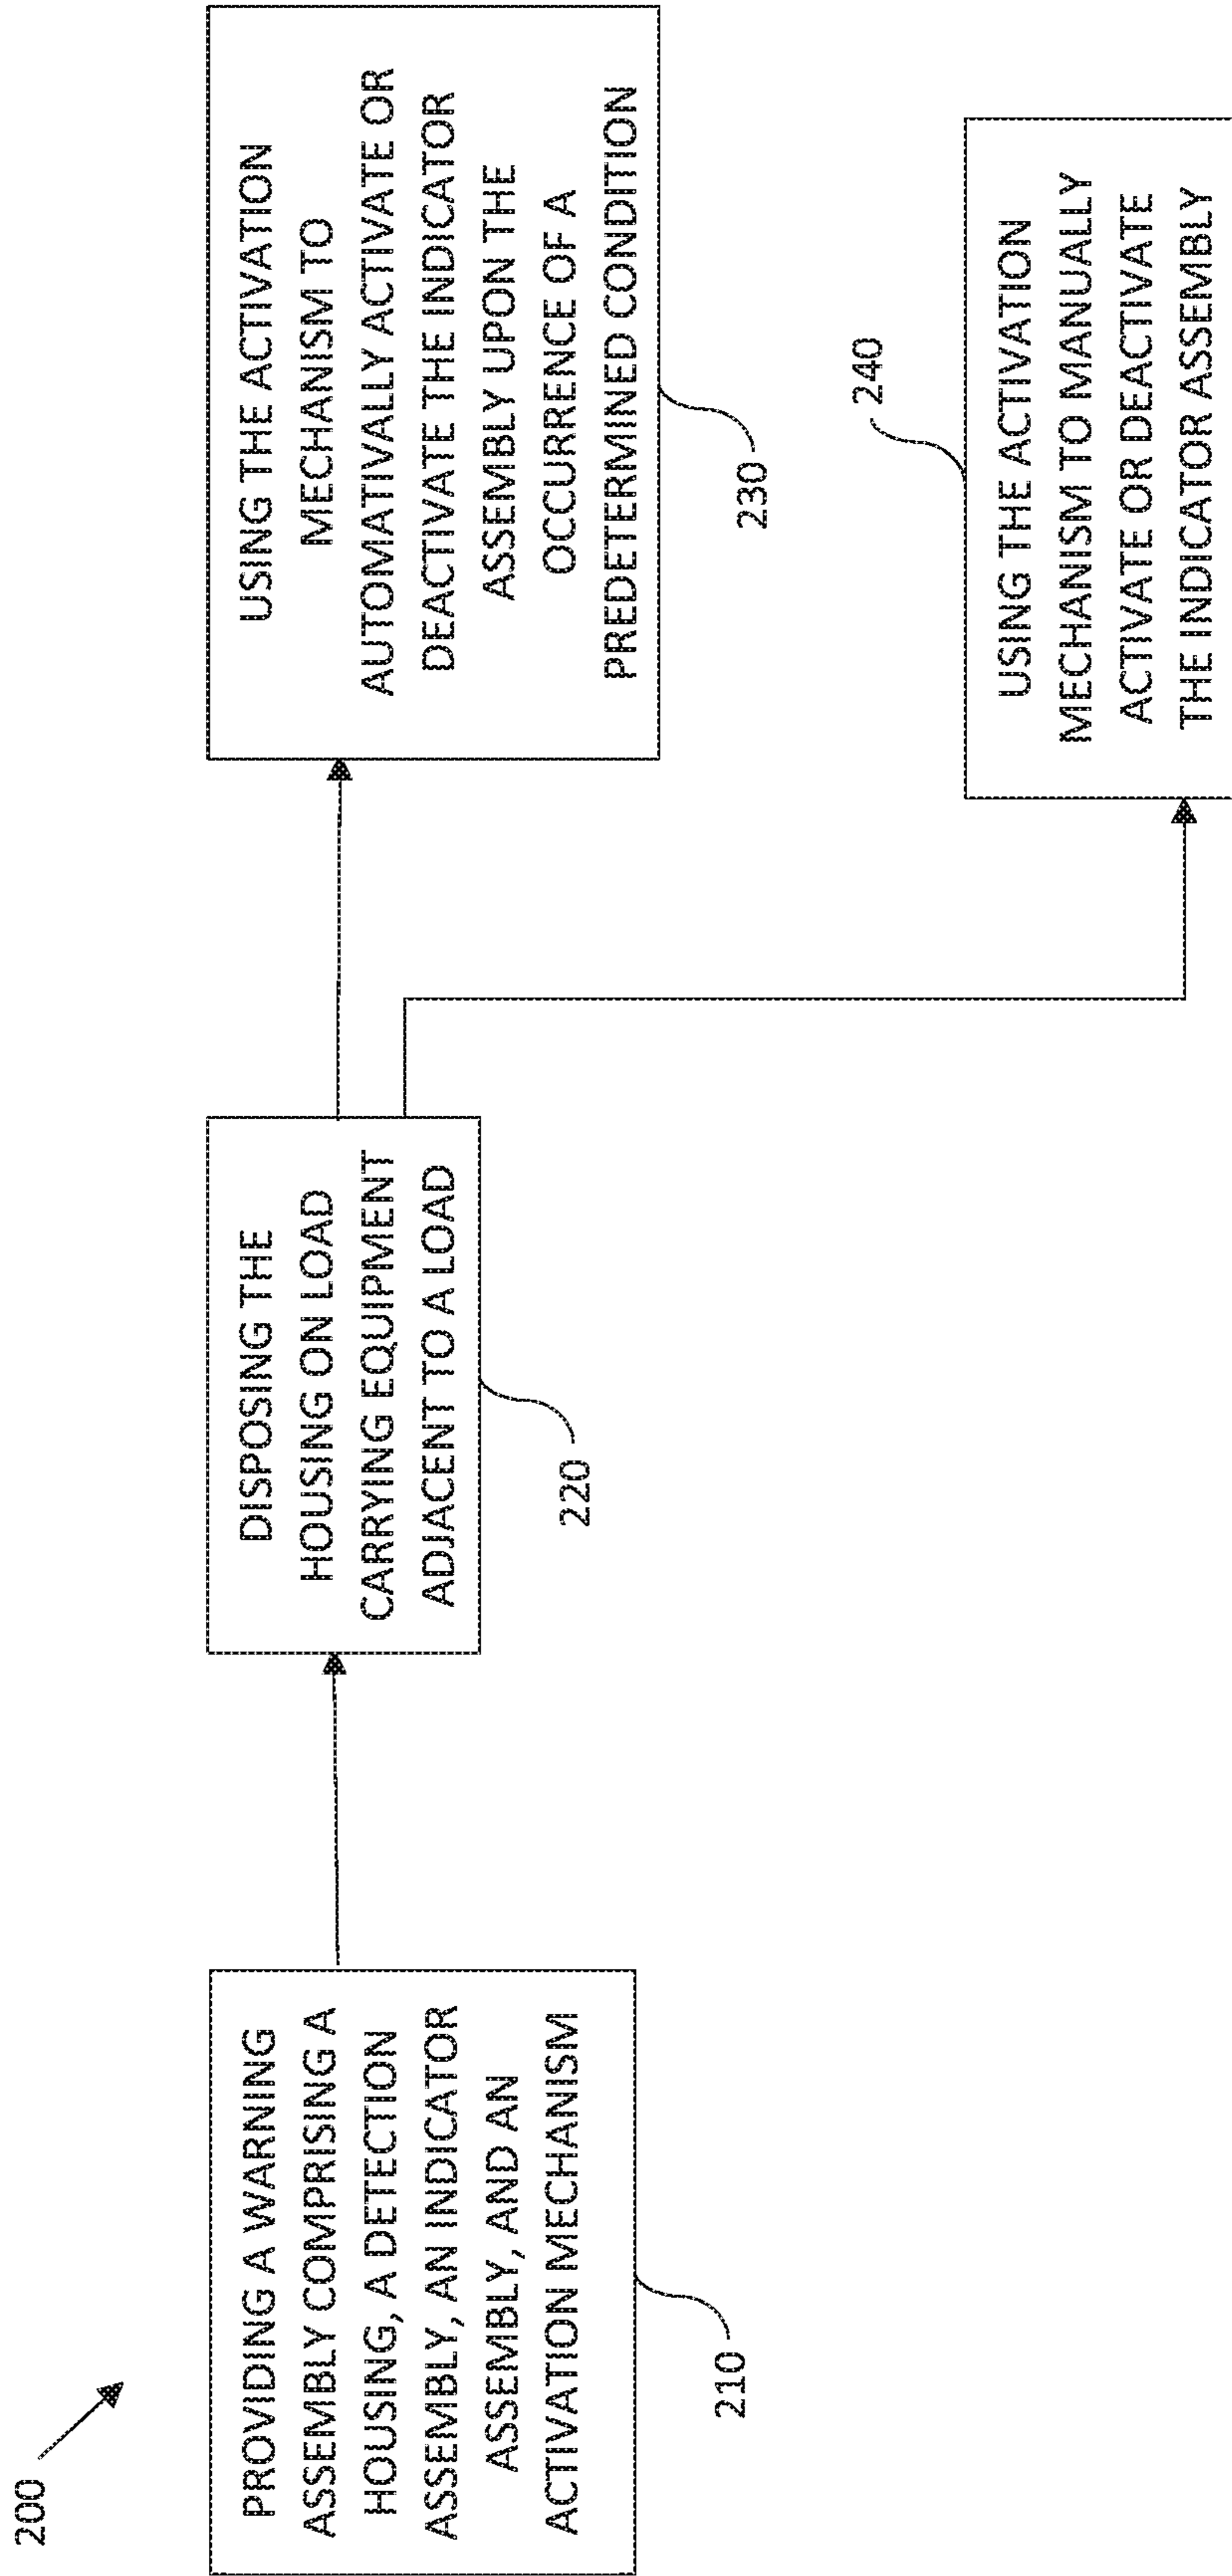 200
PROVIDING A WARNING
ASSEMBLY COMPRISING A
HOUSING, A DETECTION
ASSEMBLY, AN INDICATOR
ASSEMBLY, AND AN
ACTIVATION MECHANISM
210
DISPOSING THE
HOUSING ON LOAD
CARRYING EQUIPMENT
ADJACENT TO A LOAD
220
USING THE ACTIVATION
MECHANISM TO
AUTOMATIVALLY ACTIVATE OR
DEACTIVATE THE INDICATOR
ASSEMBLY UPON THE
OCCURRENCE OF A
PREDETERMINED CONDITION
230
240
USING THE ACTIVATION
MECHANISM TO MANUALLY
ACTIVATE OR DEACTIVATE
THE INDICATOR ASSEMBLY